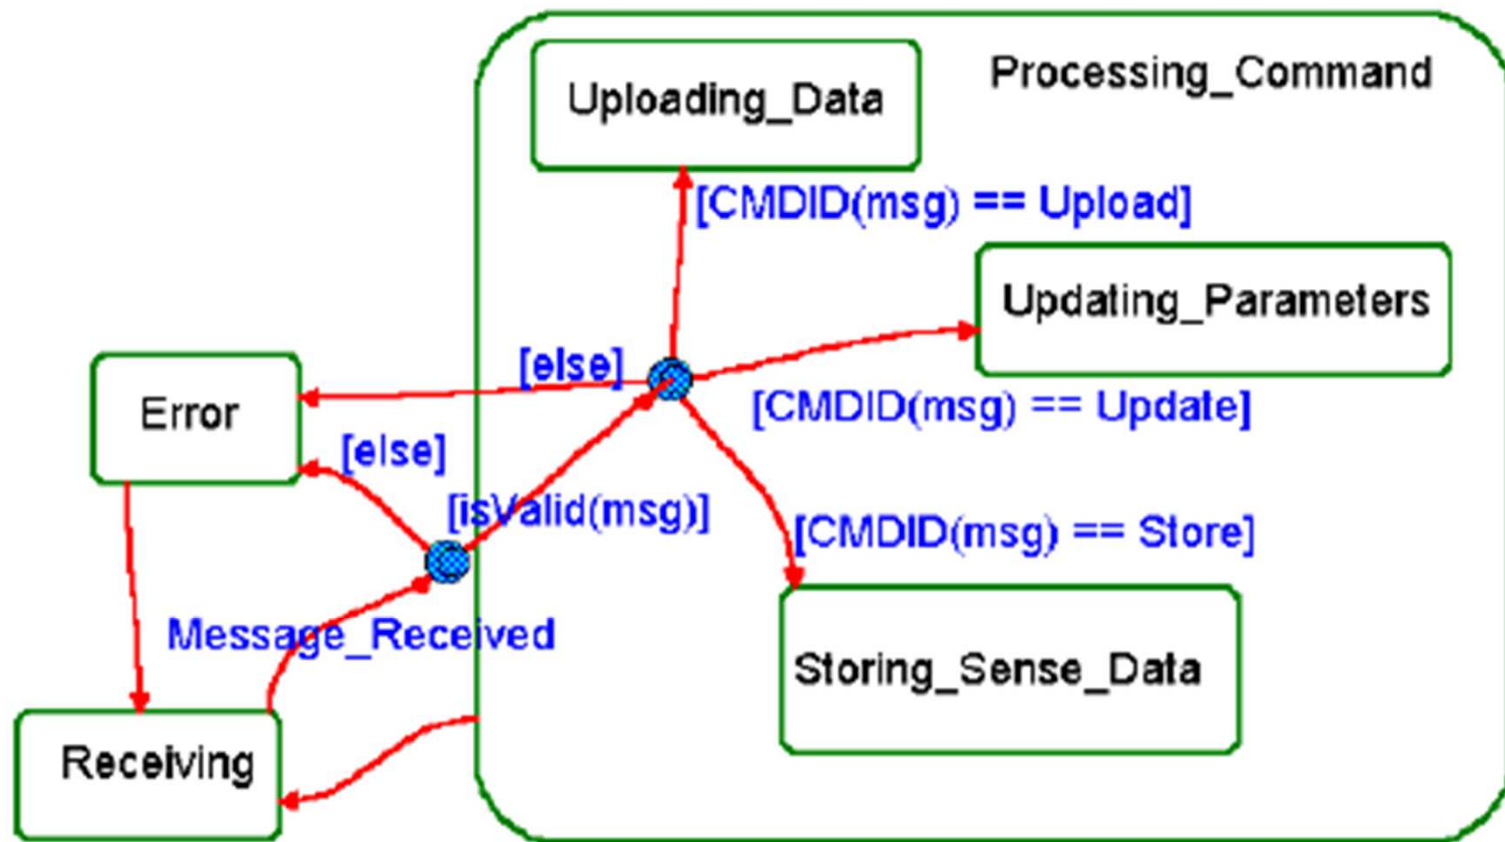 Processing_Command
Uploading_Data
[CMDID(msg) == Upload]
Updating_Parameters
[else]
[CMDID(msg) == Update]
Error
[else]
[isValid(msg)]
[CMDID(msg) == Store]
Message_Received
Storing_Sense_Data
Receiving